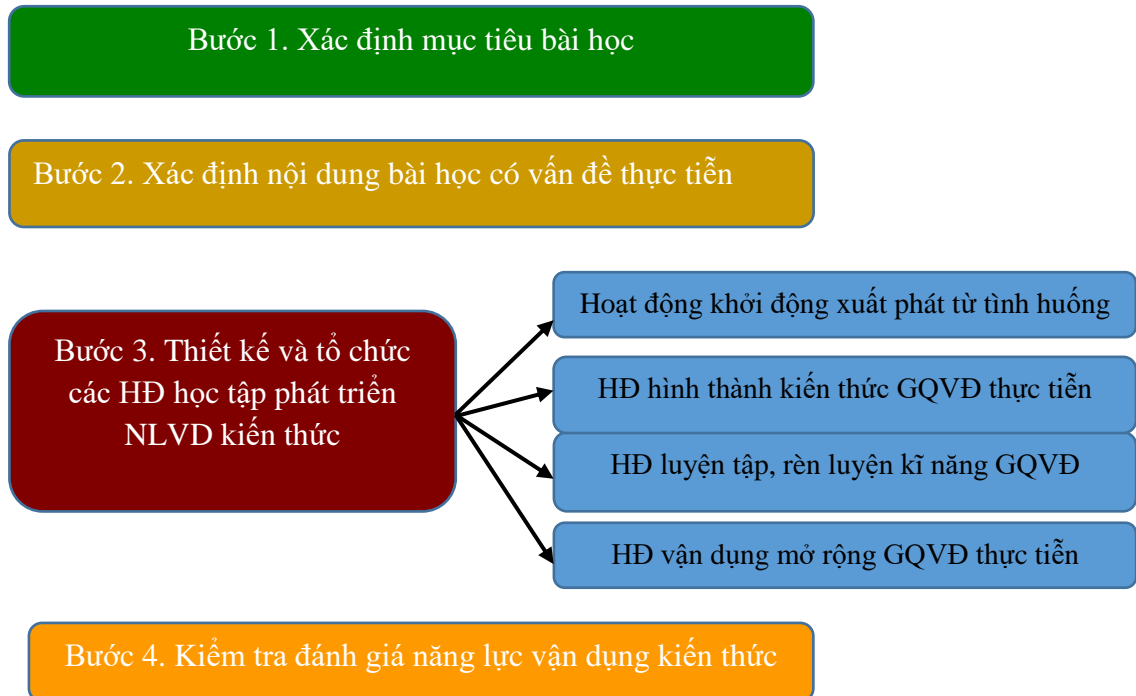 Bước 1. Xác định mục tiêu bài học
Bước 2. Xác định nội dung bài học có vấn đề thực tiễn
Bước 3. Thiết kế và tổ chức
các HĐ học tập phát triển
NLVD kiến thức
Hoạt động khởi động xuất phát từ tình huống
HĐ hình thành kiến thức GQVĐ thực tiễn
HĐ luyện tập, rèn luyện kĩ năng GQVĐ
HĐ vận dụng mở rộng GQVĐ thực tiễn
Bước 4. Kiểm tra đánh giá năng lực vận dụng kiến thức